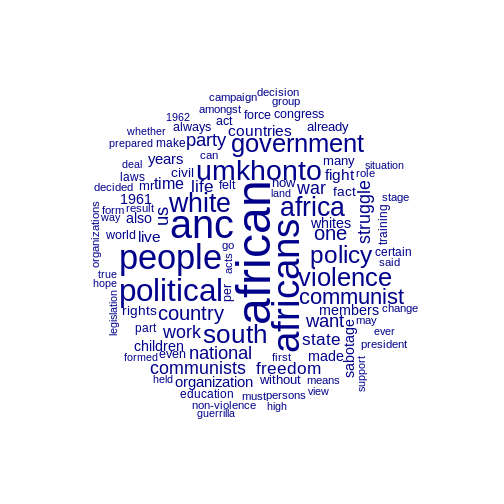 decision
campaign
group
amongst
1962
force
congress
act
whether
always
countries
already
prepared
make
party
government
can
years
many
situation
deal
civil
umkhonto
fight
role
laws
mr
time
life
felt
now
war
fact
stage
decided
land
1961
white
africa
struggle
form
result
us
anc
african
africans
whites
training
way
also
one
organizations
world
live
people
go
policy
certain
acts
said
true
political
per
violence
hope
communist
legislation
rights
country
members
change
part
work
south
want
may
sabotage
ever
children
state
president
formed
even
national
first
made
support
communists
freedom
held
organization
without
means
education
must
persons
view
non-violence
high
guerrilla